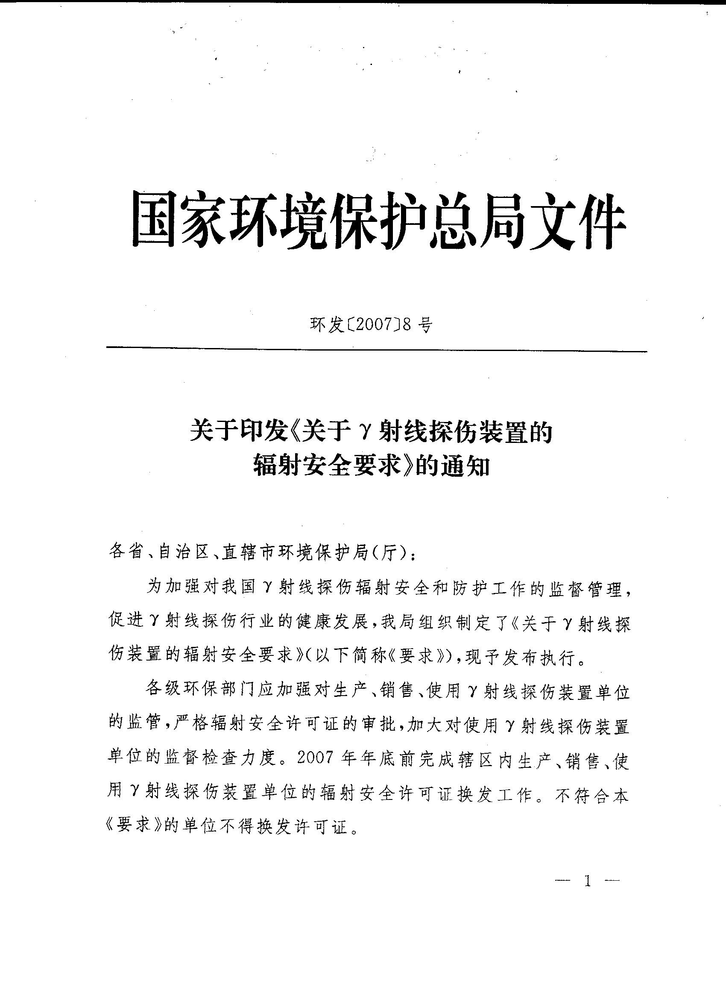 国家环境保护总局文件
环发〔2007〕8 号
关于印发《关于 γ 射线探伤装置的
辐射安全要求》的通知
各省、自治区、直辖市环境保护局(厅):
为加强对我国 γ 射线探伤辐射安全和防护工作的监督管理,
促进 γ 射线探伤行业的健康发展,我局组织制定了《关于 γ 射线探
伤装置的辐射安全要求》(以下简称《要求》),现予发布执行。
各级环保部门应加强对生产、销售、使用 γ 射线探伤装置单位
的监管,严格辐射安全许可证的审批,加大对使用 γ 射线探伤装置
单位的监督检查力度。2007 年年底前完成辖区内生产、销售、使
用 γ 射线探伤装置单位的辐射安全许可证换发工作。不符合本
《要求》的单位不得换发许可证。
— 1 —